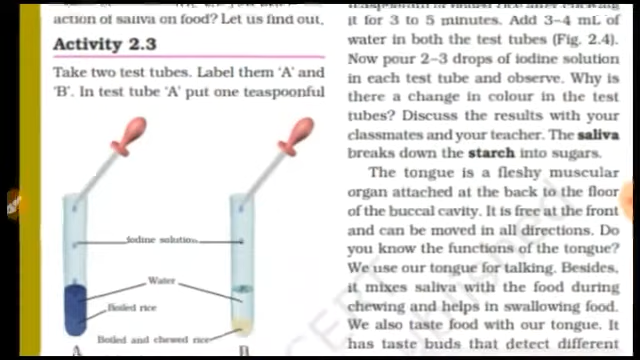 action of saliva on food? Let us find out.
Activity 2.3
Take two test tubes. Label them 'A' and
'B'. In test tube 'A' put one teaspoonful
Iodine solution
Water
Boiled rice
Boiled and chewed rice
A
B
it for 3 to 5 minutes. Add 3–4 mL of
water in both the test tubes (Fig. 2.4).
Now pour 2–3 drops of iodine solution
in each test tube and observe. Why is
there a change in colour in the test
tubes? Discuss the results with your
classmates and your teacher. The saliva
breaks down the starch into sugars.
The tongue is a fleshy muscular
organ attached at the back to the floor
of the buccal cavity. It is free at the front
and can be moved in all directions. Do
you know the functions of the tongue?
We use our tongue for talking. Besides,
it mixes saliva with the food during
chewing and helps in swallowing food.
We also taste food with our tongue. It
has taste buds that detect different